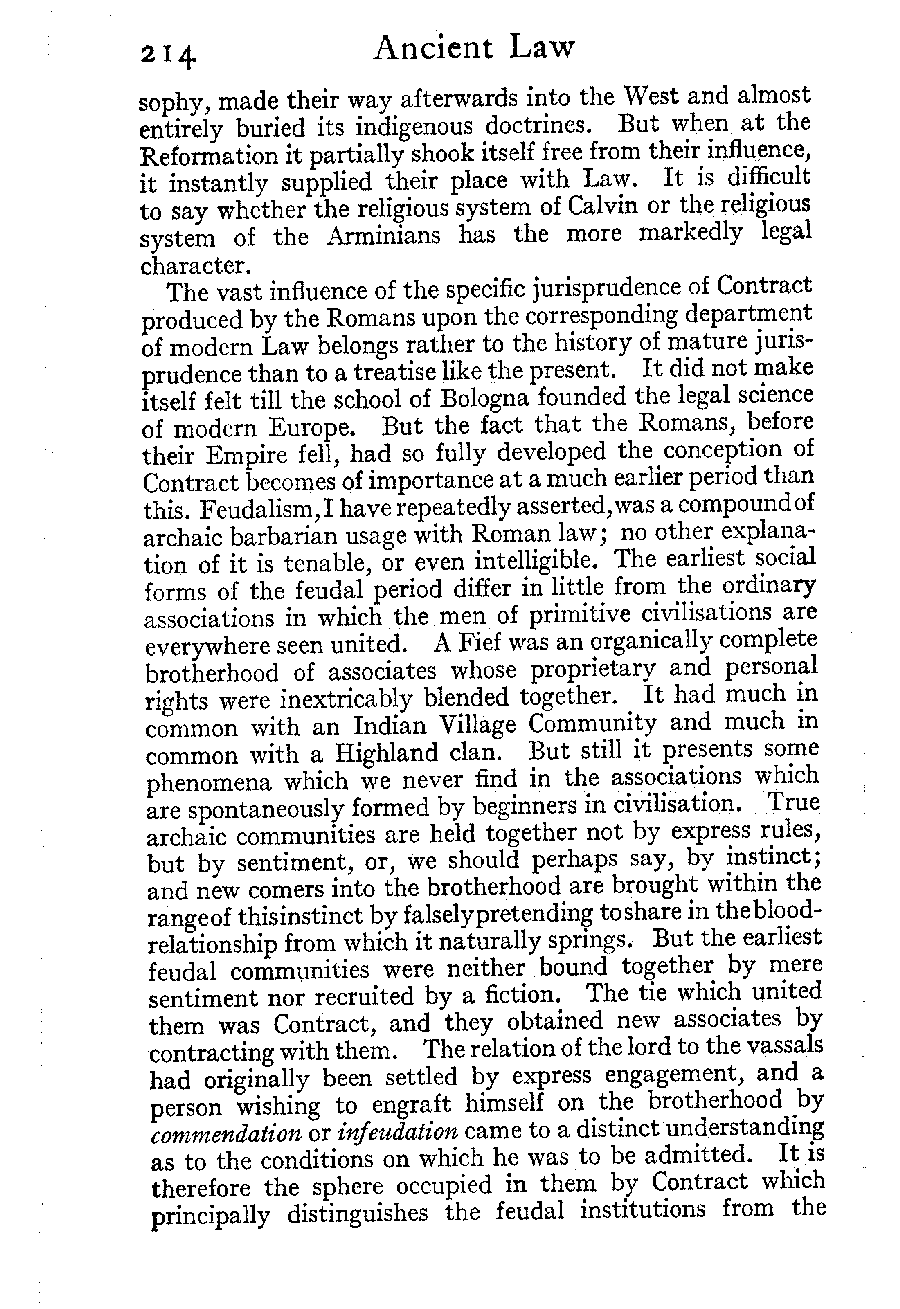 214 Ancient Law
sophy, made their way afterwards into the West and almost
entirely buried its indigenous doctrines. But when at the
Reformation it partially shook itself free from their influence,
it instantly supplied their place with Law. It is difficult
to say whether the religious system of Calvin or the religious
system of the Arminians has the more markedly legal
character.
The vast influence of the specific jurisprudence of Contract
produced by the Romans upon the corresponding department
of modern Law belongs rather to the history of mature juris-
prudence than to a treatise like the present. It did not make
itself felt till the school of Bologna founded the legal science
of modern Europe. But the fact that the Romans, before
their Empire fell, had so fully developed the conception of
Contract becomes of importance at a much earlier period than
this. Feudalism, I have repeatedly asserted, was a compound of
archaic barbarian usage with Roman law; no other explana-
tion of it is tenable, or even intelligible. The earliest social
forms of the feudal period differ in little from the ordinary
associations in which the men of primitive civilisations are
everywhere seen united. A Fief was an organically complete
brotherhood of associates whose proprietary and personal
rights were inextricably blended together. It had much in
common with an Indian Village Community and much in
common with a Highland clan. But still it presents some
phenomena which we never find in the associations which
are spontaneously formed by beginners in civilisation. True
archaic communities are held together not by express rules,
but by sentiment, or, we should perhaps say, by instinct;
and new comers into the brotherhood are brought within the
range of this instinct by falsely pretending to share in the blood-
relationship from which it naturally springs. But the earliest
feudal communities were neither bound together by mere
sentiment nor recruited by a fiction. The tie which united
them was Contract, and they obtained new associates by
contracting with them. The relation of the lord to the vassals
had originally been settled by express engagement, and a
person wishing to engraft himself on the brotherhood by
commendation or infeudation came to a distinct understanding
as to the conditions on which he was to be admitted. It is
therefore the sphere occupied in them by Contract which
principally distinguishes the feudal institutions from the